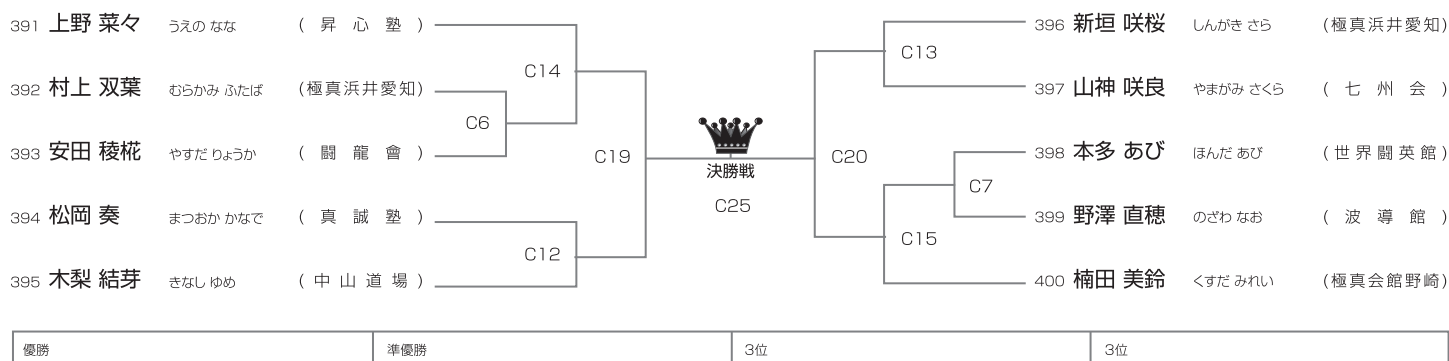 391 上野 菜々 うえの なな (昇心塾)
392 村上 双葉 むらかみ ふたば (極真浜井愛知)
393 安田 稜椛 やすだ りょうか (闘龍會)
394 松岡 奏 まつおか かなで (真誠塾)
395 木梨 結芽 きなし ゆめ (中山道場)
C14
C6
C19
C12
決勝戦
C25
C13
C20
C7
C15
396 新垣 咲桜 しんがき さら (極真浜井愛知)
397 山神 咲良 やまがみ さくら (七州会)
398 本多 あび ほんだ あび (世界闘英館)
399 野澤 直穂 のざわ なお (波導館)
400 楠田 美鈴 くすだ みれい (極真会館野崎)
優勝 準優勝 3位 3位